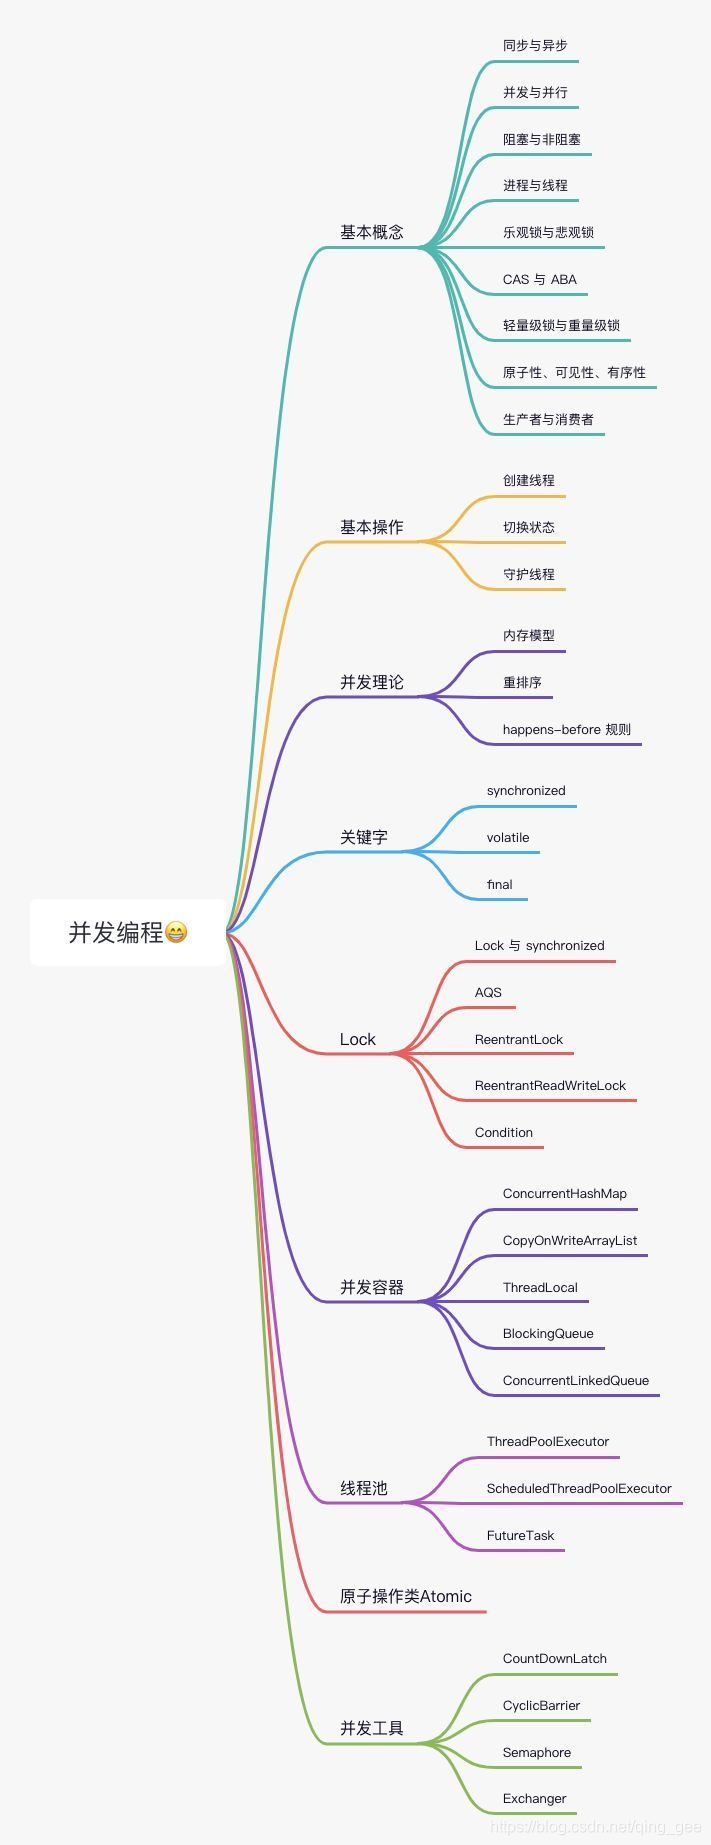 并发编程😁
基本概念
同步与异步
并发与并行
阻塞与非阻塞
进程与线程
乐观锁与悲观锁
CAS 与 ABA
轻量级锁与重量级锁
原子性、可见性、有序性
生产者与消费者
基本操作
创建线程
切换状态
守护线程
并发理论
内存模型
重排序
happens-before 规则
关键字
synchronized
volatile
final
Lock
Lock 与 synchronized
AQS
ReentrantLock
ReentrantReadWriteLock
Condition
并发容器
ConcurrentHashMap
CopyOnWriteArrayList
ThreadLocal
BlockingQueue
ConcurrentLinkedQueue
线程池
ThreadPoolExecutor
ScheduledThreadPoolExecutor
FutureTask
原子操作类Atomic
并发工具
CountDownLatch
CyclicBarrier
Semaphore
Exchanger
https://blog.csdn.net/qing_gee